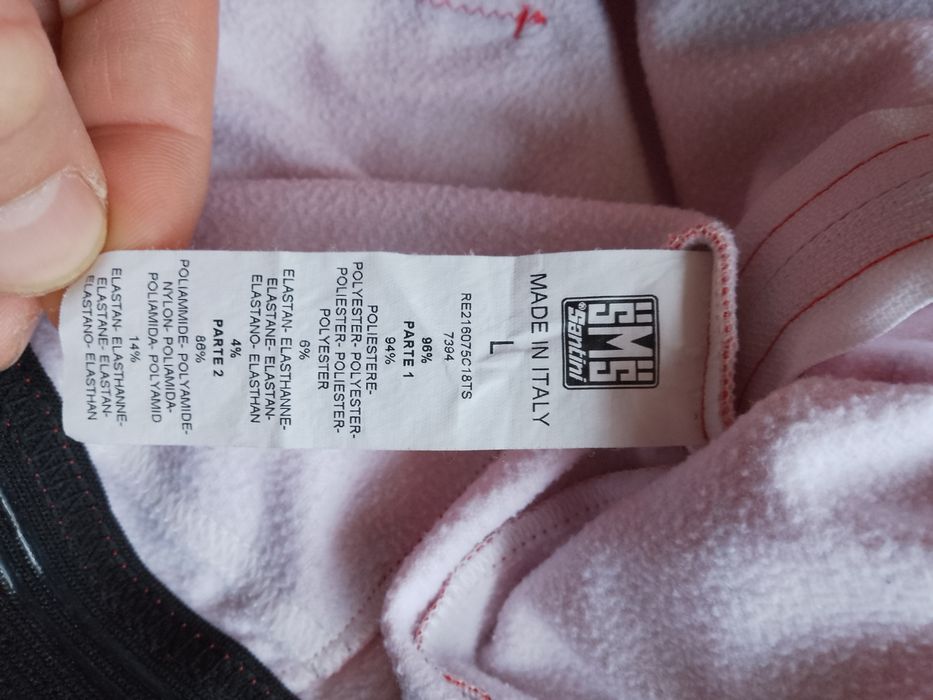 SMS
Santini®
MADE IN ITALY
L
RE216075C18TS
7394
96%
PARTE 1
94%
POLIESTERE-
POLYESTER- POLYESTER-
POLIESTER- POLIESTER-
POLYESTER
6%
ELASTAN- ELASTHANNE-
ELASTANE- ELASTAN-
ELASTANO- ELASTHAN
4%
PARTE 2
86%
POLIAMMIDE- POLYAMIDE-
NYLON- POLIAMIDA-
POLIAMIDA- POLYAMID
14%
ELASTAN- ELASTHANNE-
ELASTANE- ELASTAN-
ELASTANO- ELASTHAN